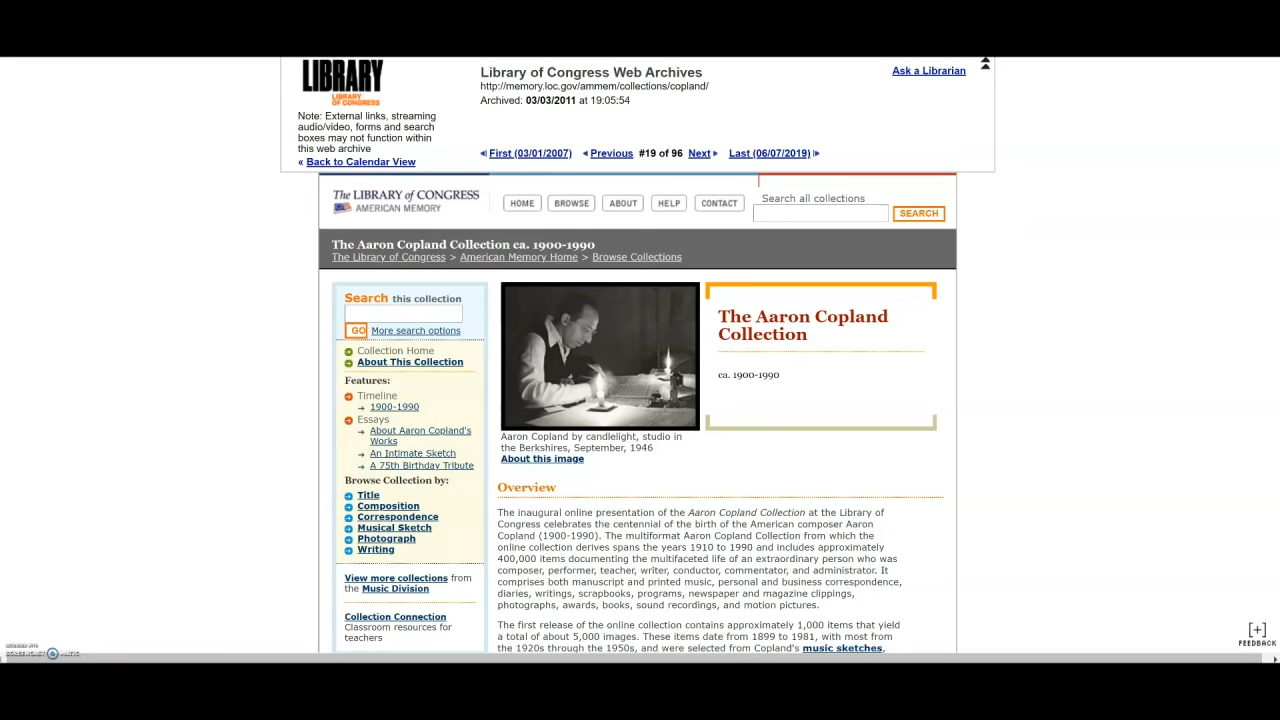 LIBRARY
LIBRARY
OF CONGRESS
Note: External links, streaming
audio/video, forms and search
boxes may not function within
this web archive
« Back to Calendar View
Library of Congress Web Archives
http://memory.loc.gov/ammem/collections/copland/
Archived: 03/03/2011 at 19:05:54
First (03/01/2007) Previous #19 of 96 Next Last (06/07/2019)
Ask a Librarian
The LIBRARY of CONGRESS
AMERICAN MEMORY
HOME BROWSE ABOUT HELP CONTACT
Search all collections
SEARCH
The Aaron Copland Collection ca. 1900-1990
The Library of Congress > American Memory Home > Browse Collections
Search this collection
GO More search options
Collection Home
About This Collection
Features:
Timeline
→ 1900-1990
Essays
→ About Aaron Copland's
Works
→ An Intimate Sketch
→ A 75th Birthday Tribute
Browse Collection by:
Title
Composition
Correspondence
Musical Sketch
Photograph
Writing
View more collections from
the Music Division
Collection Connection
Classroom resources for
teachers
The Aaron Copland
Collection
ca. 1900-1990
Aaron Copland by candlelight, studio in
the Berkshires, September, 1946
About this image
Overview
The inaugural online presentation of the Aaron Copland Collection at the Library of
Congress celebrates the centennial of the birth of the American composer Aaron
Copland (1900-1990). The multiformat Aaron Copland Collection from which the
online collection derives spans the years 1910 to 1990 and includes approximately
400,000 items documenting the multifaceted life of an extraordinary person who was
composer, performer, teacher, writer, conductor, commentator, and administrator. It
comprises both manuscript and printed music, personal and business correspondence,
diaries, writings, scrapbooks, programs, newspaper and magazine clippings,
photographs, awards, books, sound recordings, and motion pictures.
The first release of the online collection contains approximately 1,000 items that yield
a total of about 5,000 images. These items date from 1899 to 1981, with most from
the 1920s through the 1950s, and were selected from Copland's music sketches,
[+]
FEEDBACK
RECORDED WITH
SCREENCAST MATIC